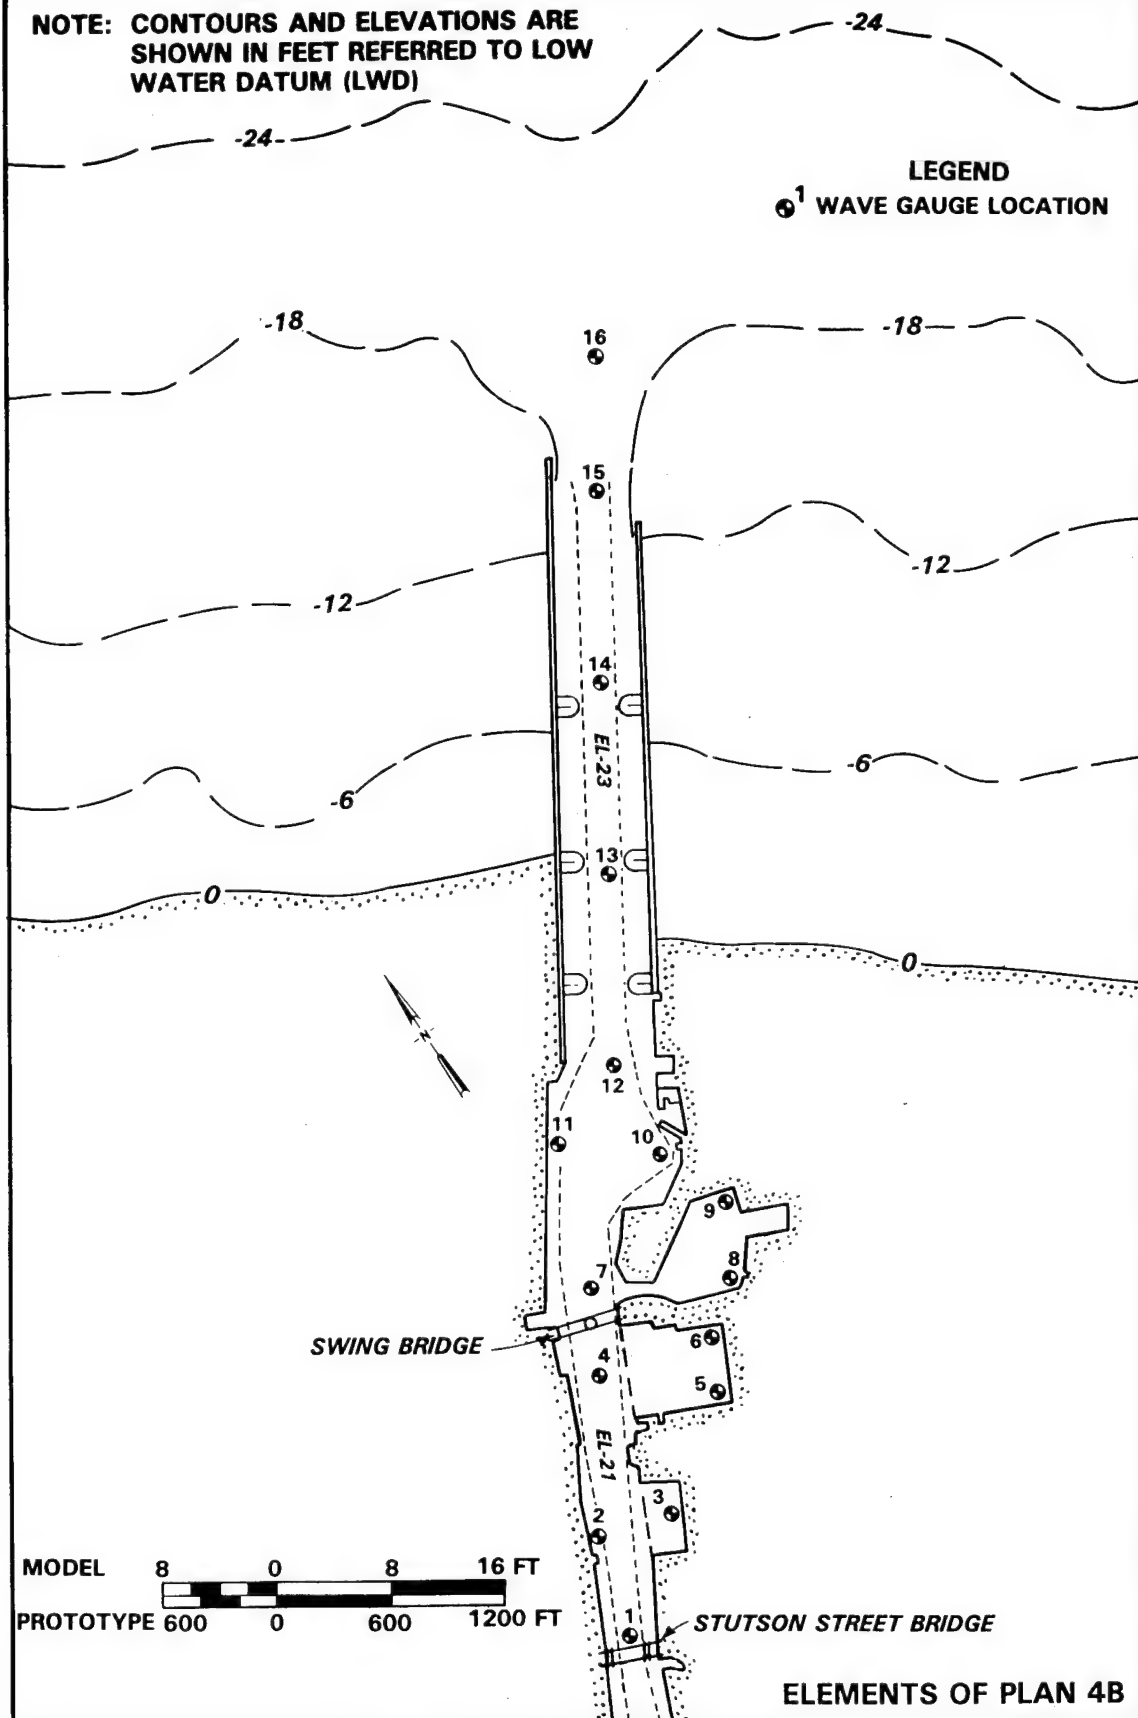 NOTE: CONTOURS AND ELEVATIONS ARE
SHOWN IN FEET REFERRED TO LOW
WATER DATUM (LWD)
-24
-24-
LEGEND
1 WAVE GAUGE LOCATION
-18
16
-18
15
-12
-12
14
EL-23
-6
-6
13
0
0
N
12
11
10
9
8
7
SWING BRIDGE
6
4
5
EL-21
3
2
MODEL 8 0 8 16 FT
PROTOTYPE 600 0 600 1200 FT
1
STUTSON STREET BRIDGE
ELEMENTS OF PLAN 4B